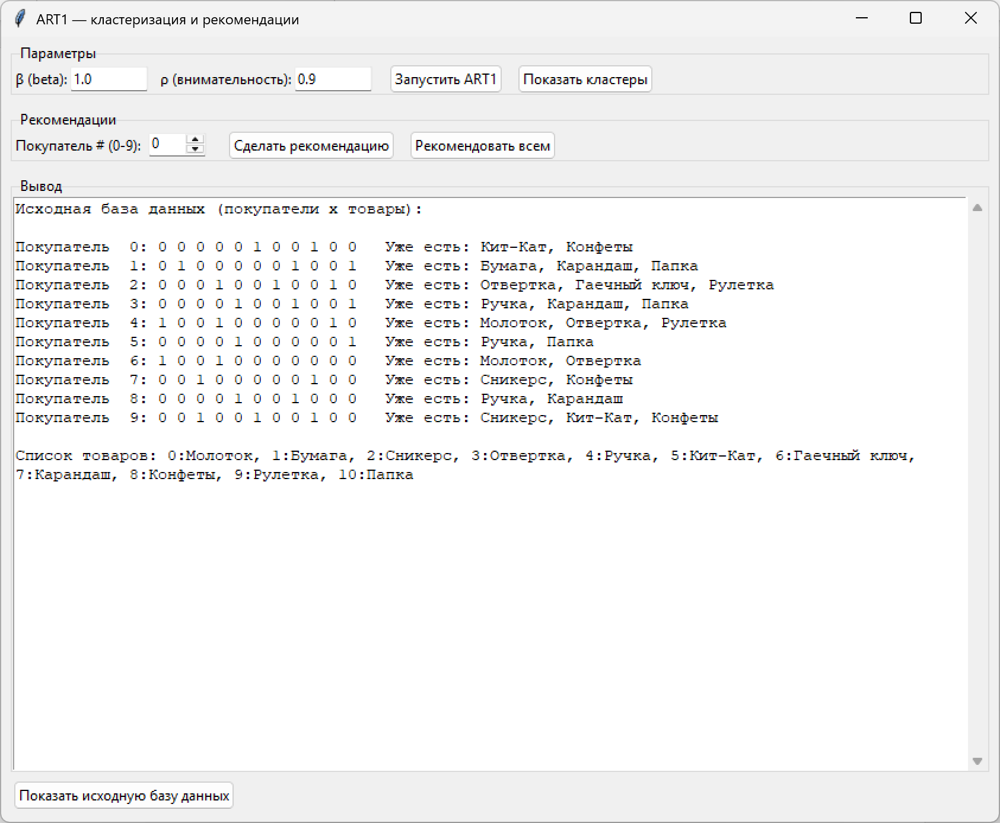 ART1 — кластеризация и рекомендации
Параметры
β (beta): 1.0 ρ (внимательность): 0.9 Запустить ART1 Показать кластеры
Рекомендации
Покупатель # (0-9): 0 Сделать рекомендацию Рекомендовать всем
Вывод
Исходная база данных (покупатели x товары):
Покупатель 0: 0 0 0 0 0 1 0 0 1 0 0 Уже есть: Кит-Кат, Конфеты
Покупатель 1: 0 1 0 0 0 0 0 1 0 0 1 Уже есть: Бумага, Карандаш, Папка
Покупатель 2: 0 0 0 1 0 0 1 0 0 1 0 Уже есть: Отвертка, Гаечный ключ, Рулетка
Покупатель 3: 0 0 0 0 1 0 0 1 0 0 1 Уже есть: Ручка, Карандаш, Папка
Покупатель 4: 1 0 0 1 0 0 0 0 0 1 0 Уже есть: Молоток, Отвертка, Рулетка
Покупатель 5: 0 0 0 0 1 0 0 0 0 0 1 Уже есть: Ручка, Папка
Покупатель 6: 1 0 0 1 0 0 0 0 0 0 0 Уже есть: Молоток, Отвертка
Покупатель 7: 0 0 1 0 0 0 0 0 1 0 0 Уже есть: Сникерс, Конфеты
Покупатель 8: 0 0 0 0 1 0 0 1 0 0 0 Уже есть: Ручка, Карандаш
Покупатель 9: 0 0 1 0 0 1 0 0 1 0 0 Уже есть: Сникерс, Кит-Кат, Конфеты
Список товаров: 0:Молоток, 1:Бумага, 2:Сникерс, 3:Отвертка, 4:Ручка, 5:Кит-Кат, 6:Гаечный ключ,
7:Карандаш, 8:Конфеты, 9:Рулетка, 10:Папка
Показать исходную базу данных